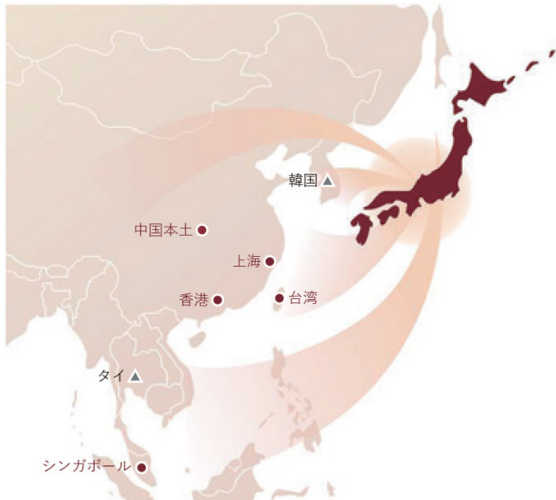 韓国
中国本土
上海
香港
台湾
タイ
シンガポール